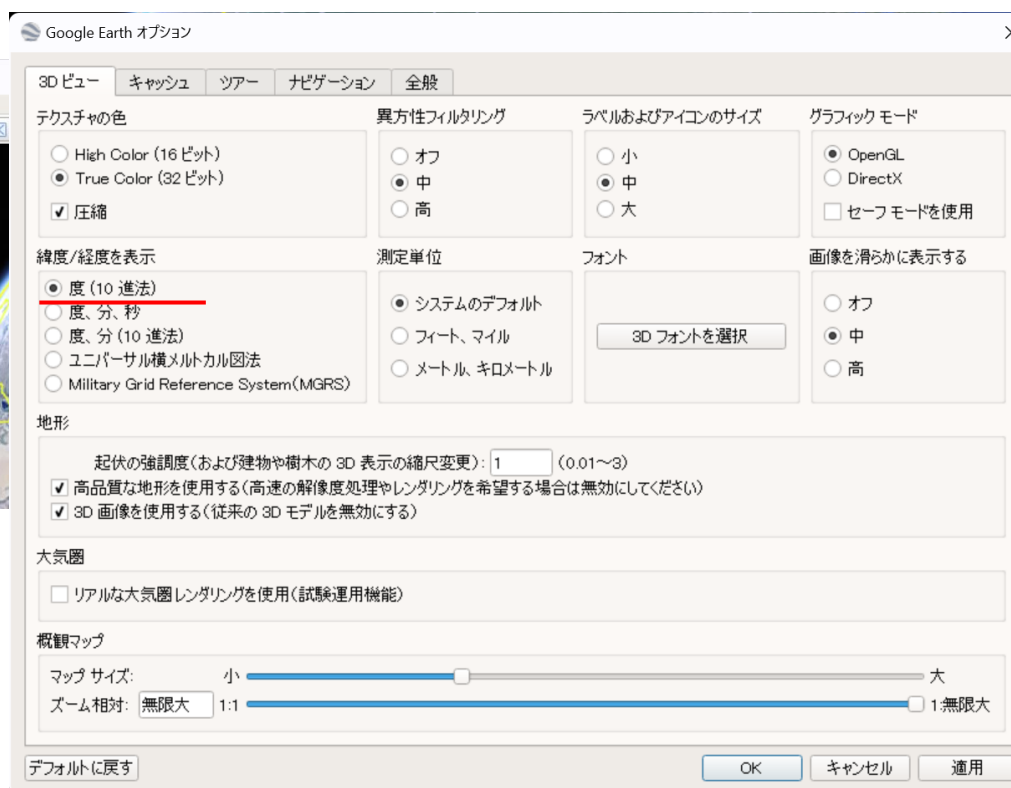 Google Earth オプション
3D ビュー キャッシュ ツアー ナビゲーション 全般
テクスチャの色
High Color (16 ビット)
True Color (32 ビット)
圧縮
異方性フィルタリング
オフ
中
高
ラベルおよびアイコンのサイズ
小
中
大
グラフィック モード
OpenGL
DirectX
セーフ モードを使用
緯度/経度を表示
度 (10 進法)
度、分、秒
度、分 (10 進法)
ユニバーサル横メルトカル図法
Military Grid Reference System(MGRS)
測定単位
システムのデフォルト
フィート、マイル
メートル、キロメートル
フォント
3D フォントを選択
画像を滑らかに表示する
オフ
中
高
地形
起伏の強調度(および建物や樹木の 3D 表示の縮尺変更): 1 (0.01～3)
高品質な地形を使用する(高速の解像度処理やレンダリングを希望する場合は無効にしてください)
3D 画像を使用する(従来の 3D モデルを無効にする)
大気圏
リアルな大気圏レンダリングを使用(試験運用機能)
概観マップ
マップ サイズ: 小 大
ズーム相対: 無限大 1:1 1:無限大
デフォルトに戻す OK キャンセル 適用